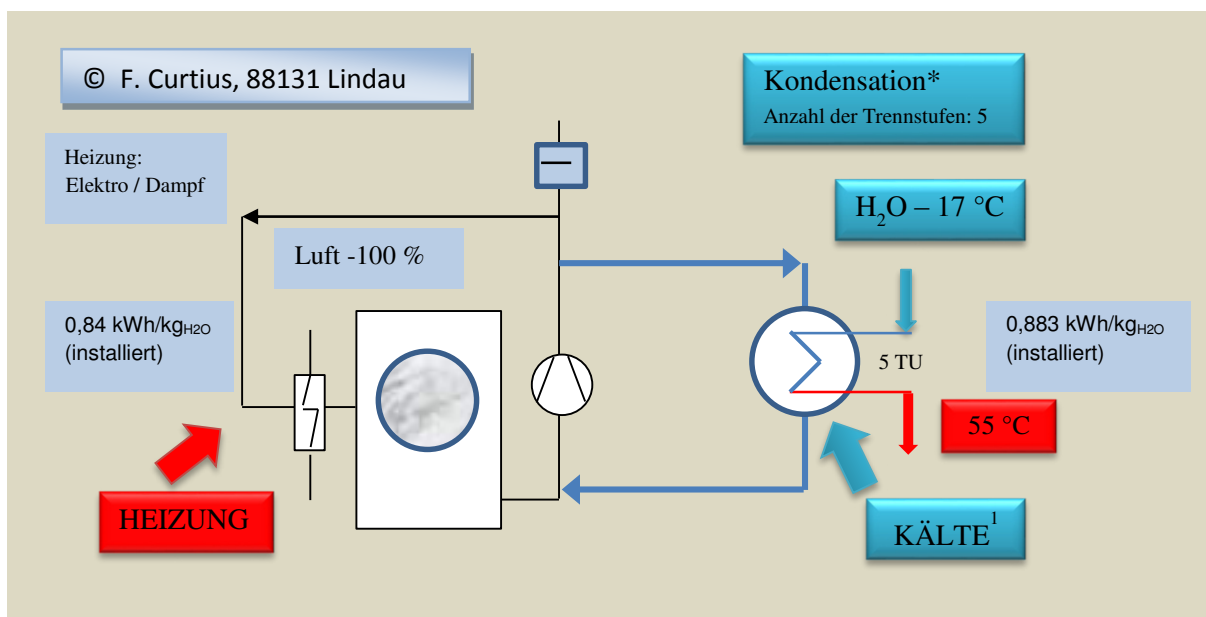 © F. Curtius, 88131 Lindau
Kondensation*
Anzahl der Trennstufen: 5
Heizung:
Elektro / Dampf
H₂O – 17 °C
Luft -100 %
0,84 kWh/kgH2O
(installiert)
0,883 kWh/kgH2O
(installiert)
5 TU
55 °C
HEIZUNG
KÄLTE¹